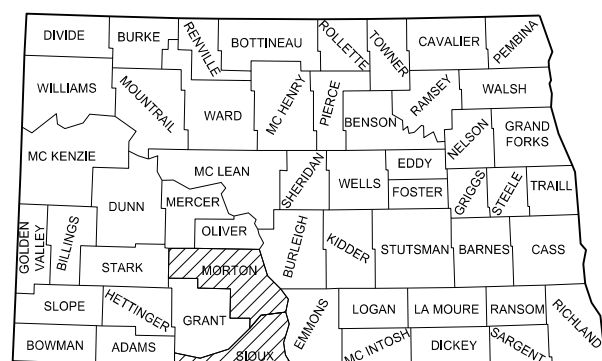 DIVIDE
BURKE
RENVILLE
BOTTINEAU
ROLLETTE
TOWNER
CAVALIER
PEMBINA
WILLIAMS
MOUNTRAIL
WARD
MC HENRY
PIERCE
BENSON
RAMSEY
WALSH
MC KENZIE
MC LEAN
SHERIDAN
WELLS
EDDY
FOSTER
NELSON
GRAND
FORKS
DUNN
MERCER
OLIVER
GRIGGS
STEELE
TRAILL
GOLDEN
VALLEY
BILLINGS
STARK
MORTON
BURLEIGH
KIDDER
STUTSMAN
BARNES
CASS
SLOPE
HETTINGER
GRANT
EMMONS
LOGAN
LA MOURE
RANSOM
RICHLAND
BOWMAN
ADAMS
SIOUX
MC INTOSH
DICKEY
SARGENT